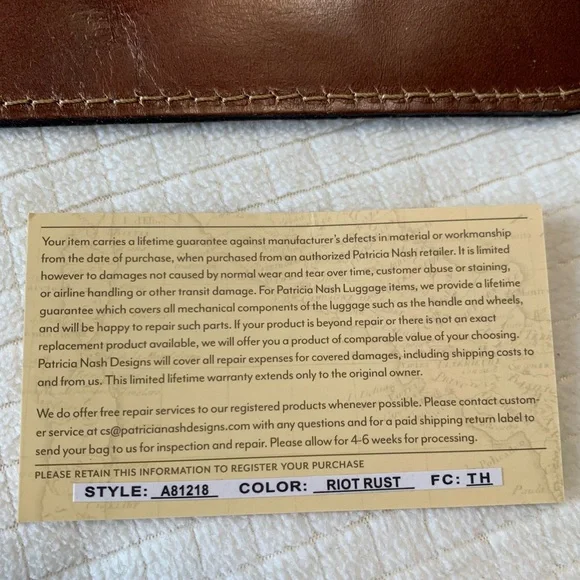 Your item carries a lifetime guarantee against manufacturer's defects in material or workmanship
from the date of purchase, when purchased from an authorized Patricia Nash retailer. It is limited
however to damages not caused by normal wear and tear over time, customer abuse or staining,
or airline handling or other transit damage. For Patricia Nash Luggage items, we provide a lifetime
guarantee which covers all mechanical components of the luggage such as the handle and wheels,
and will be happy to repair such parts. If your product is beyond repair or there is not an exact
replacement product available, we will offer you a product of comparable value of your choosing.
Patricia Nash Designs will cover all repair expenses for covered damages, including shipping costs to
and from us. This limited lifetime warranty extends only to the original owner.
We do offer free repair services to our registered products whenever possible. Please contact custom-
er service at cs@patricianashdesigns.com with any questions and for a paid shipping return label to
send your bag to us for inspection and repair. Please allow for 4-6 weeks for processing.
PLEASE RETAIN THIS INFORMATION TO REGISTER YOUR PURCHASE
STYLE: A81218 COLOR: RIOT RUST FC: TH